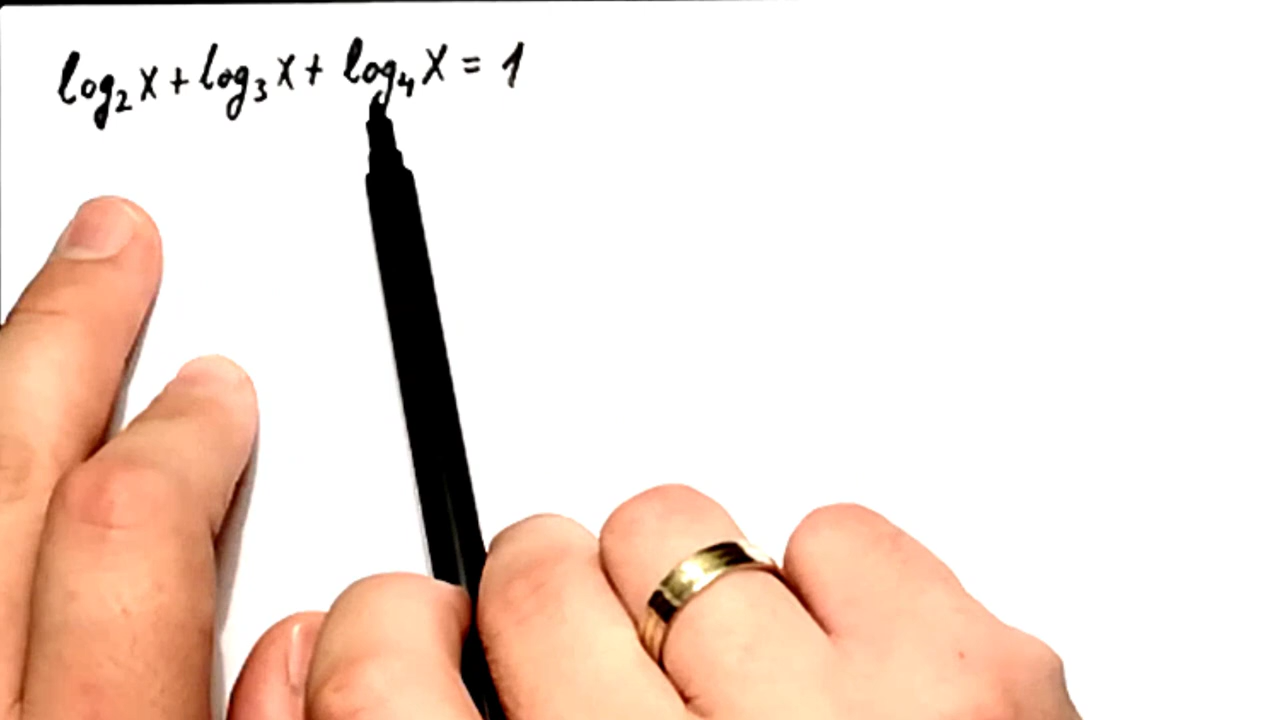 log₂x + log₃x + log₄x = 1